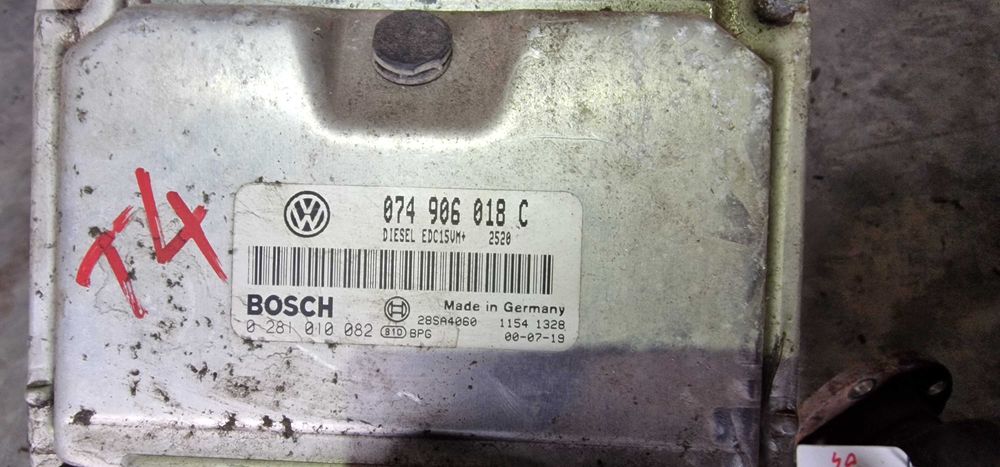 T4
074 906 018 C
DIESEL EDC15VM+ 2520
BOSCH
Made in Germany
0 281 010 082 810 BPG
28SA4060 1154 1328
00-07-19